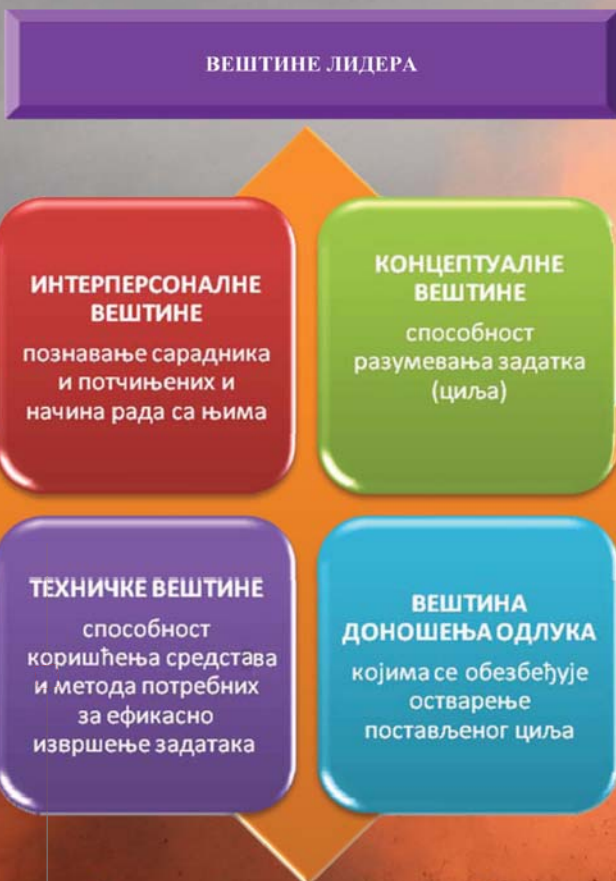 ВЕШТИНЕ ЛИДЕРА
ИНТЕРПЕРСОНАЛНЕ
ВЕШТИНЕ
познавање сарадника
и потчињених и
начина рада са њима
КОНЦЕПТУАЛНЕ
ВЕШТИНЕ
способност
разумевања задатка
(циља)
ТЕХНИЧКЕ ВЕШТИНЕ
способност
коришћења средстава
и метода потребних
за ефикасно
извршење задатака
ВЕШТИНА
ДОНОШЕЊА ОДЛУКА
којима се обезбеђује
остварење
постављеног циља